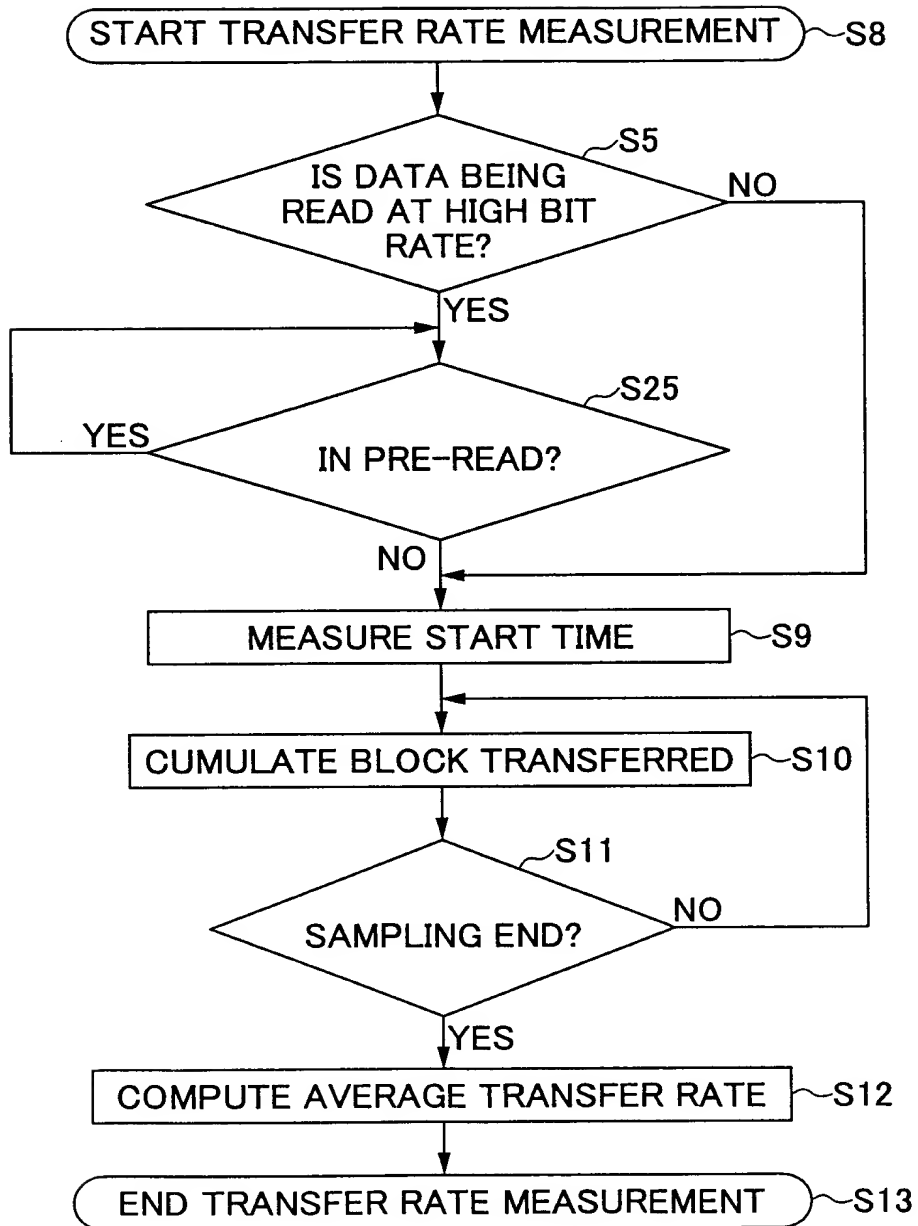 START TRANSFER RATE MEASUREMENT
S8
S5
IS DATA BEING
READ AT HIGH BIT
RATE?
NO
YES
S25
YES
IN PRE-READ?
NO
MEASURE START TIME
S9
CUMULATE BLOCK TRANSFERRED
S10
S11
SAMPLING END?
NO
YES
COMPUTE AVERAGE TRANSFER RATE
S12
END TRANSFER RATE MEASUREMENT
S13